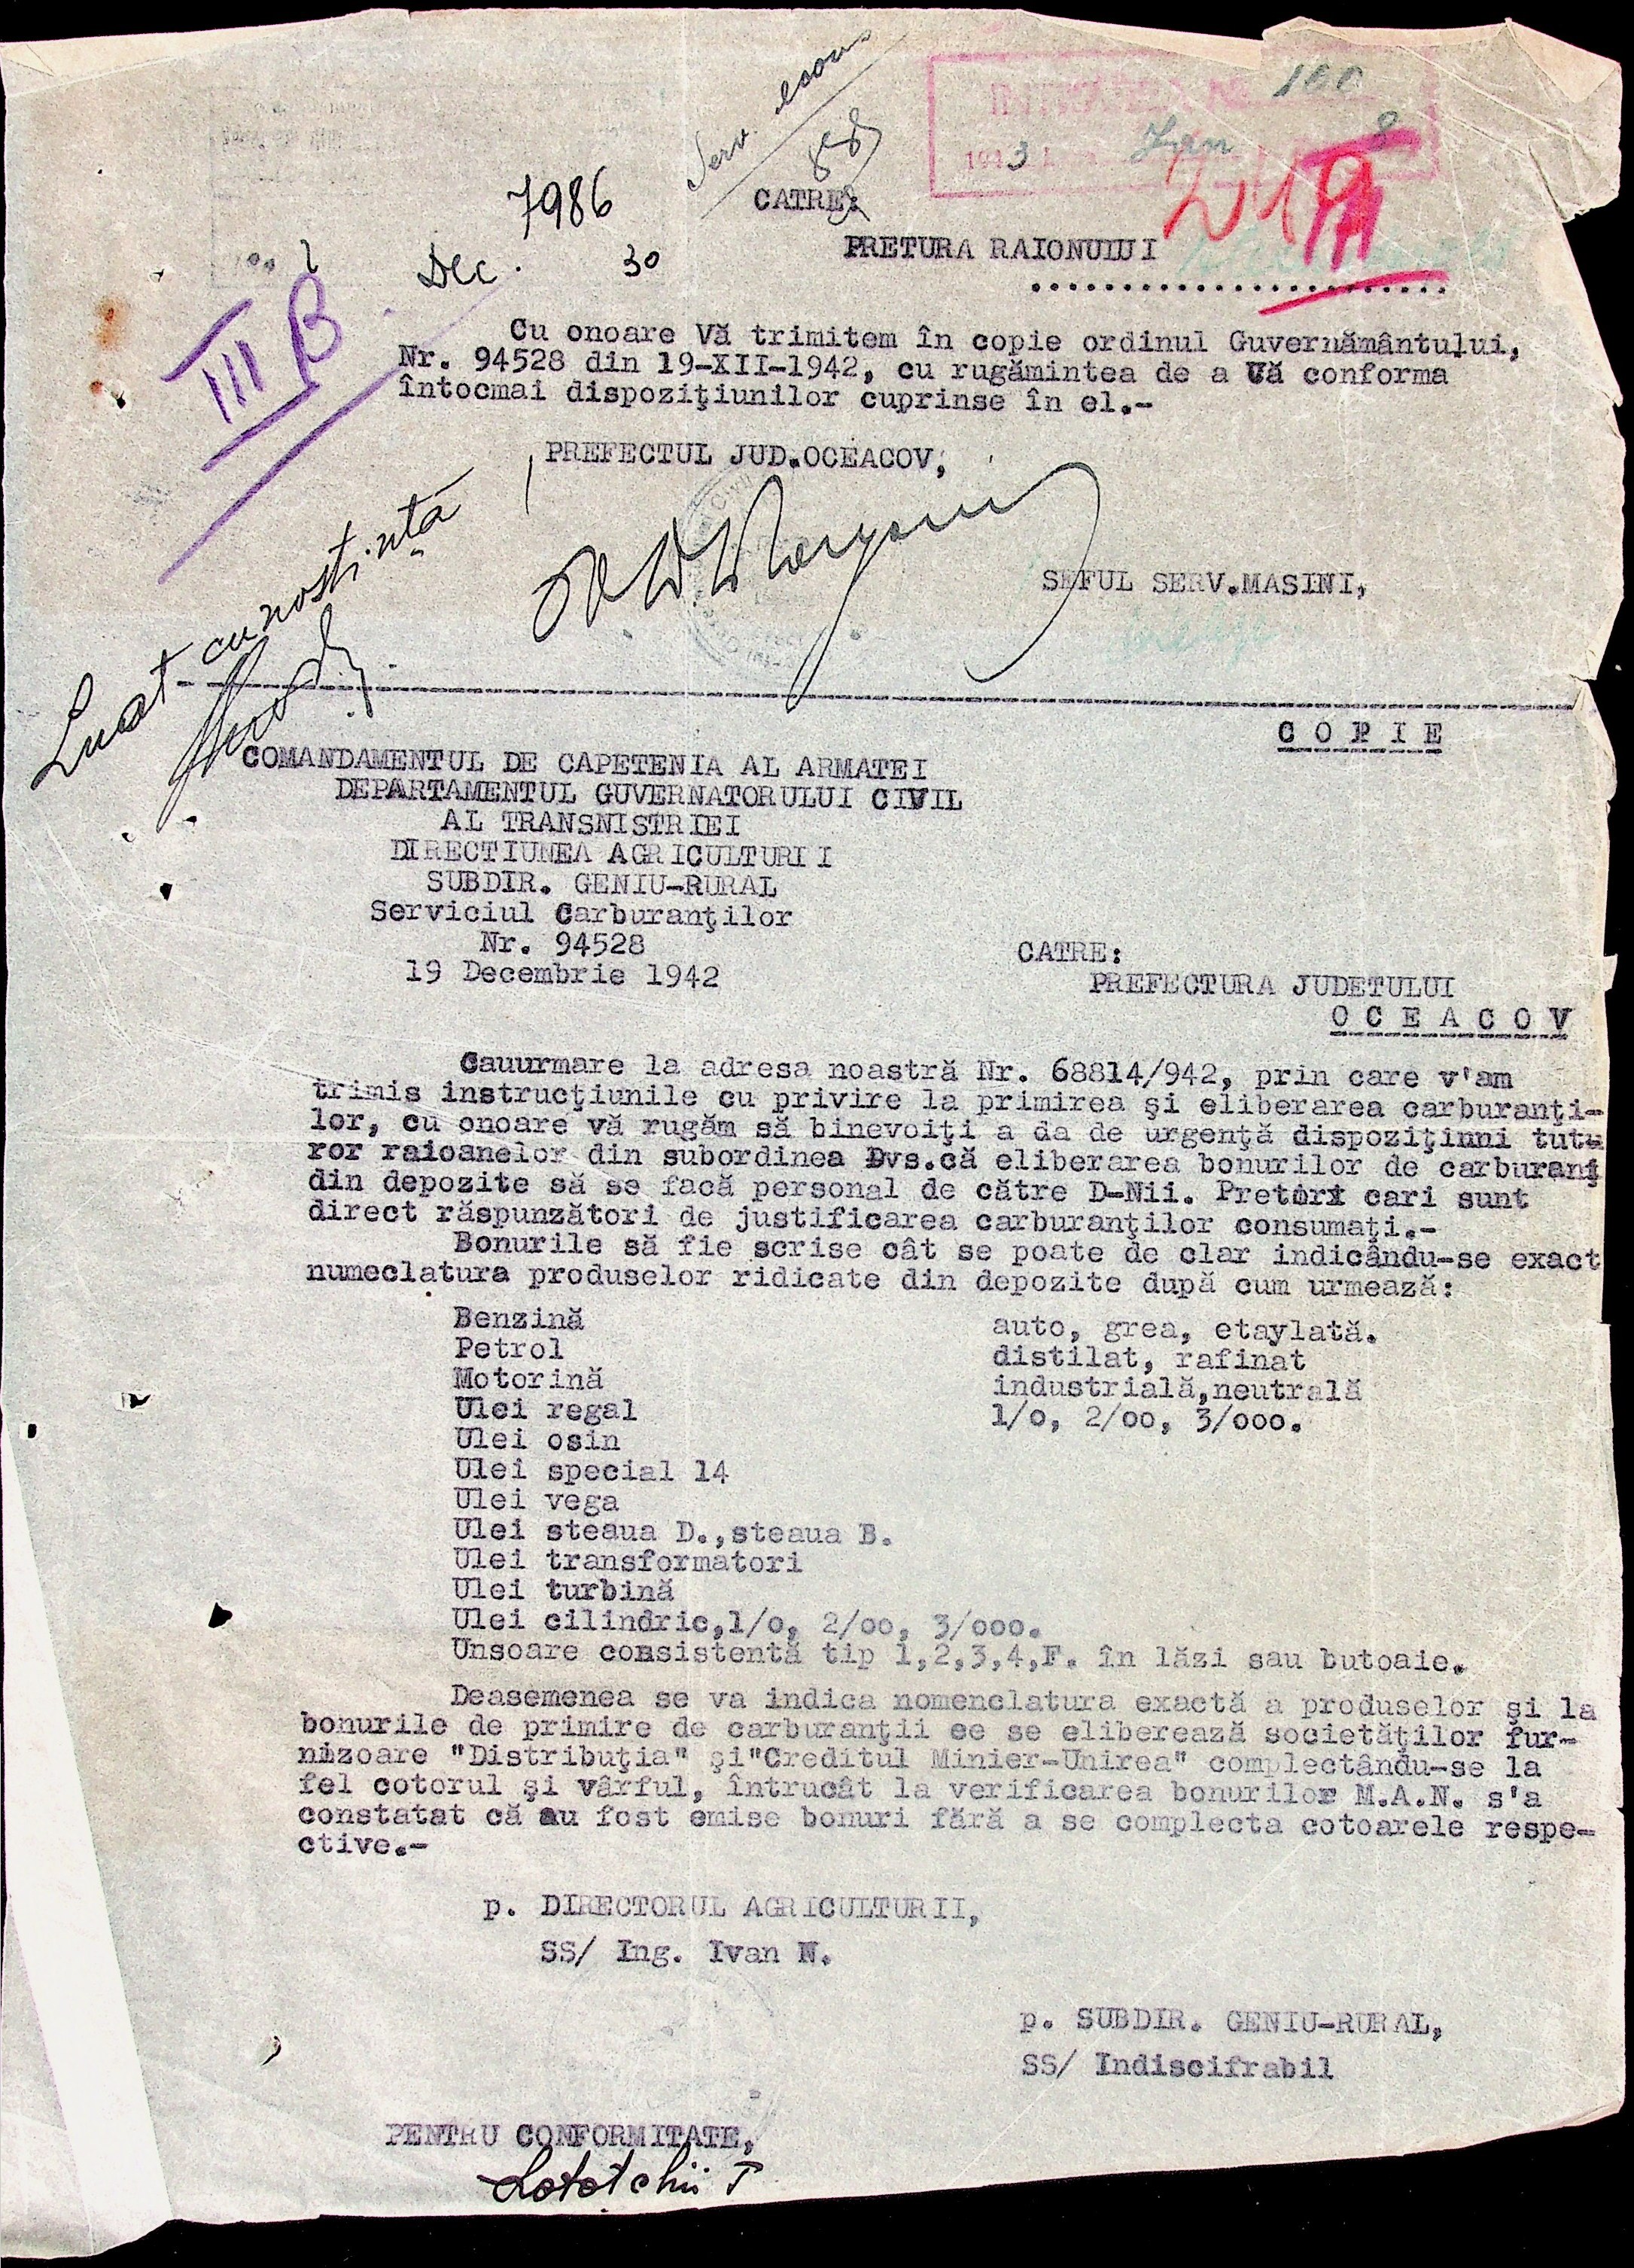 Serv. econ.
INTRAREA No 100
1943 Jan 8
7986
CATRE:
Dec. 30
PRETURA RAIONULUI
........................
III B
Cu onoare Vă trimitem în copie ordinul Guvernământului,
Nr. 94528 din 19-XII-1942, cu rugămintea de a Vă conforma
întocmai dispoziţiunilor cuprinse în el.-
PREFECTUL JUD.OCEACOV,
Luat cunoştinţă
SEFUL SERV.MASINI,
C O P I E
COMANDAMENTUL DE CAPETENIA AL ARMATEI
DEPARTAMENTUL GUVERNATORULUI CIVIL
AL TRANSNISTRIEI
DIRECTIUNEA AGRICULTURII
SUBDIR. GENIU-RURAL
Serviciul Carburanţilor
Nr. 94528
19 Decembrie 1942
CATRE:
PREFECTURA JUDETULUI
O C E A C O V
Cauurmare la adresa noastră Nr. 68814/942, prin care v'am
trimis instrucţiunile cu privire la primirea şi eliberarea carburanţi-
lor, cu onoare vă rugăm să binevoiţi a da de urgenţă dispoziţiuni tutu
ror raioanelor din subordinea Dvs.că eliberarea bonurilor de carburanţ
din depozite să se facă personal de către D-Nii. Pretori cari sunt
direct răspunzători de justificarea carburanţilor consumaţi.-
Bonurile să fie scrise cât se poate de clar indicându-se exact
numeclatura produselor ridicate din depozite după cum urmează:
Benzină auto, grea, etaylată.
Petrol distilat, rafinat
Motorină industrială,neutrală
Ulei regal 1/o, 2/oo, 3/ooo.
Ulei osin
Ulei special 14
Ulei vega
Ulei steaua D.,steaua B.
Ulei transformatori
Ulei turbină
Ulei cilindric,1/o, 2/oo, 3/ooo.
Unsoare consistentă tip 1,2,3,4,F. în lăzi sau butoaie.
Deasemenea se va indica nomenclatura exactă a produselor şi la
bonurile de primire de carburanţii ce se eliberează societăţilor fur-
nizoare "Distribuţia" şi"Creditul Minier-Unirea" complectându-se la
fel cotorul şi vârful, întrucât la verificarea bonurilor M.A.N. s'a
constatat că au fost emise bonuri fără a se complecta cotoarele respe-
ctive.-
p. DIRECTORUL AGRICULTURII,
SS/ Ing. Ivan N.
p. SUBDIR. GENIU-RURAL,
SS/ Indiscifrabil
PENTRU CONFORMITATE,
Lototchii T